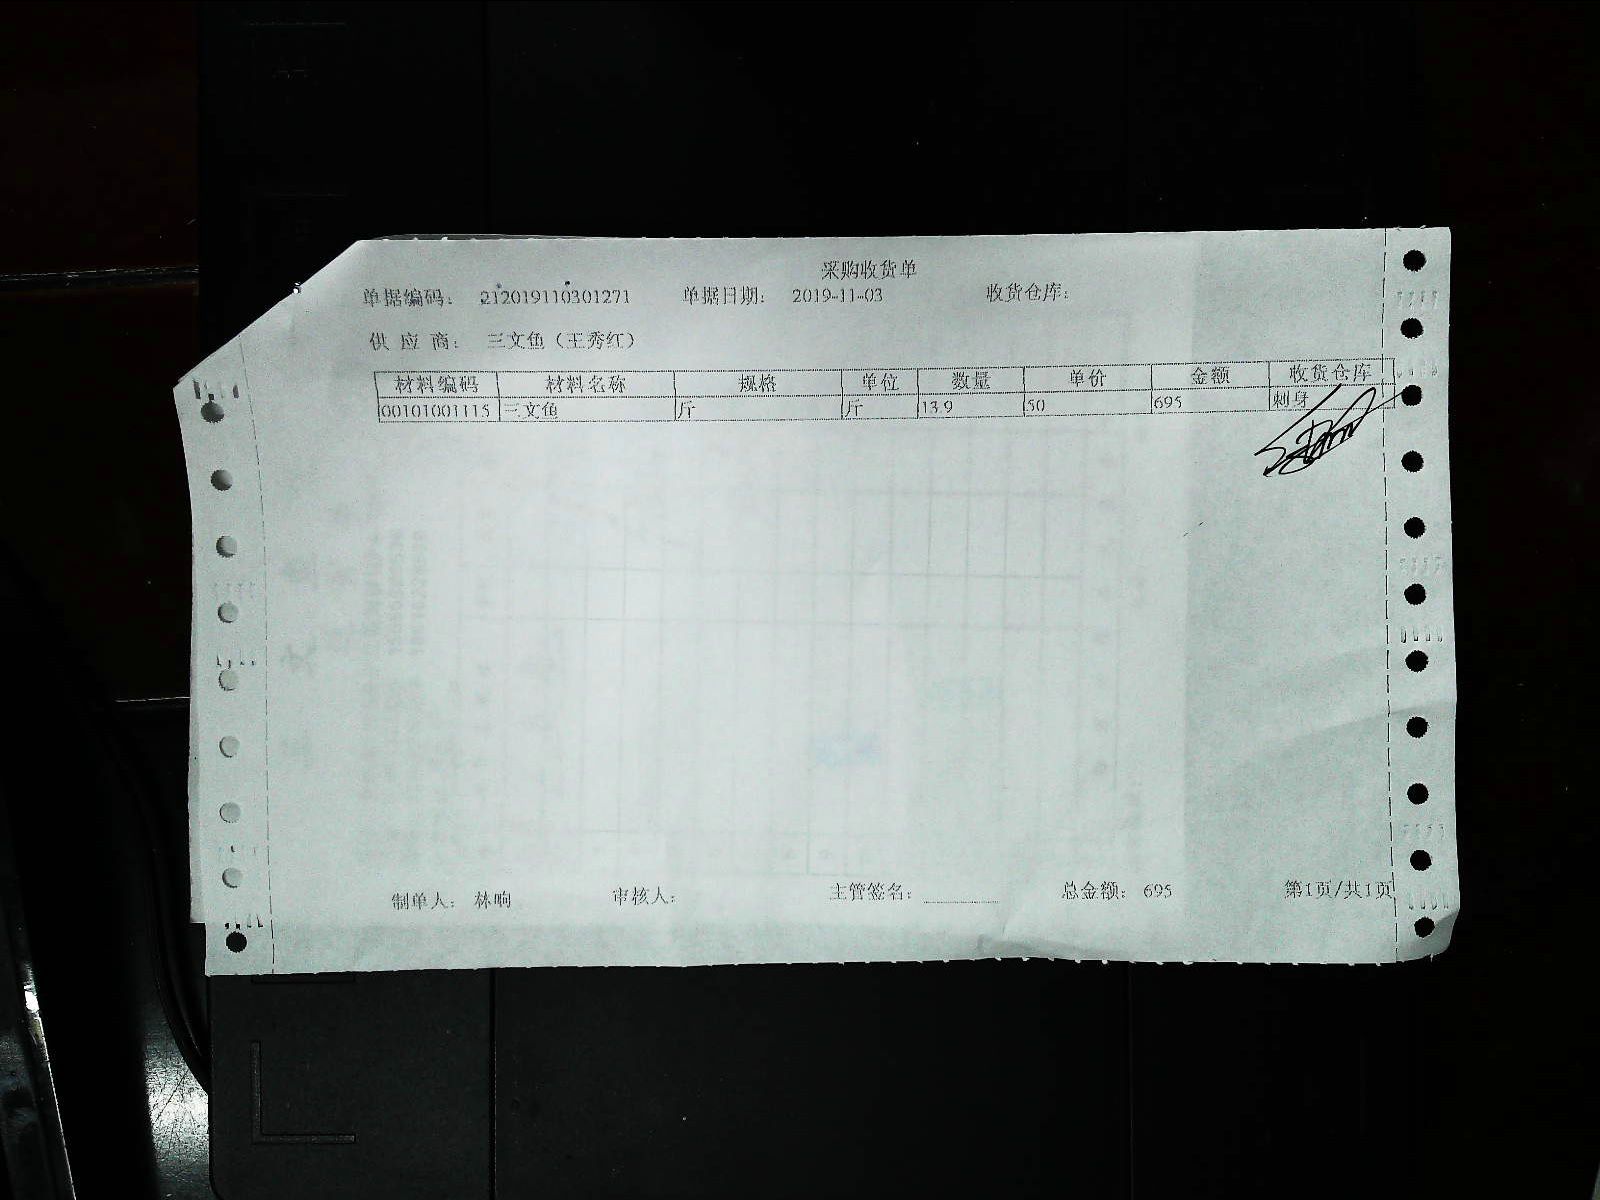 采购收货单
单据编码： 212019110301271 单据日期： 2019-11-03 收货仓库：
供 应 商： 三文鱼（王秀红）
材料编码 材料名称 规格 单位 数量 单价 金额 收货仓库
00101001115 三文鱼 斤 斤 13.9 50 695 刺身
制单人： 林响 审核人： 主管签名： 总金额： 695 第1页/共1页